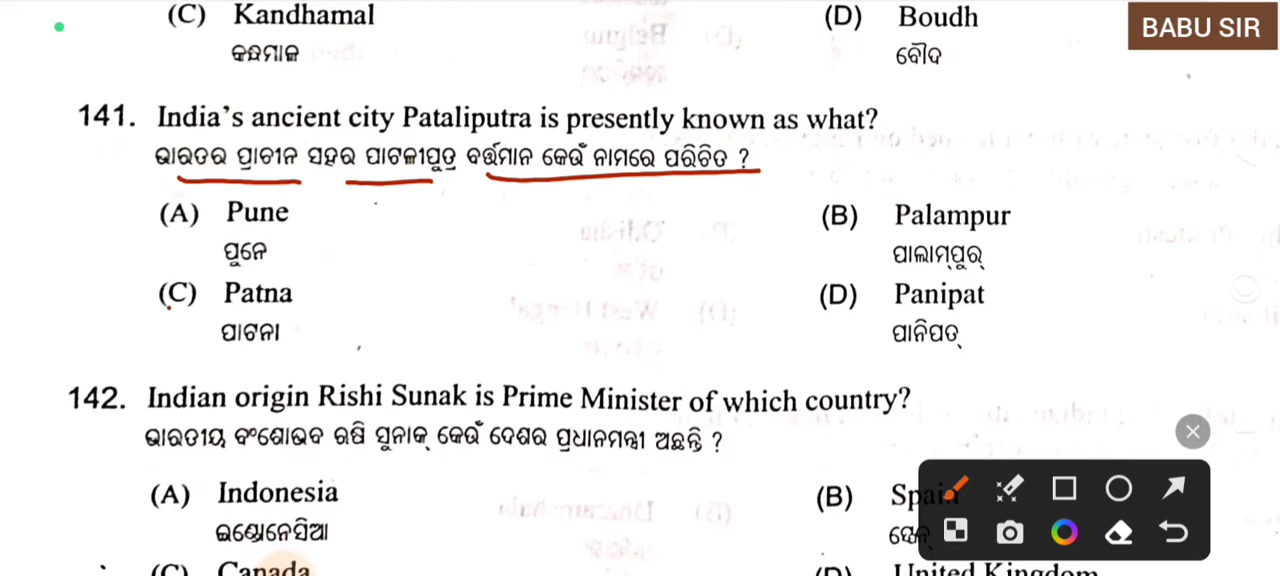 (C) Kandhamal
(D) Boudh
BABU SIR
କନ୍ଧମାଳ
ବୌଦ
141. India's ancient city Pataliputra is presently known as what?
ଭାରତର ପ୍ରାଚୀନ ସହର ପାଟଳୀପୁତ୍ର ବର୍ତ୍ତମାନ କେଉଁ ନାମରେ ପରିଚିତ ?
(A) Pune
(B) Palampur
ପୁନେ
ପାଲାମ୍‌ପୁର୍
(C) Patna
(D) Panipat
ପାଟନା
ପାନିପତ୍
142. Indian origin Rishi Sunak is Prime Minister of which country?
ଭାରତୀୟ ବଂଶୋଦ୍ଭବ ଋଷି ସୁନାକ୍ କେଉଁ ଦେଶର ପ୍ରଧାନମନ୍ତ୍ରୀ ଅଛନ୍ତି ?
(A) Indonesia
(B) Spain
ଇଣ୍ଡୋନେସିଆ
(C) Canada
(D) United Kingdom